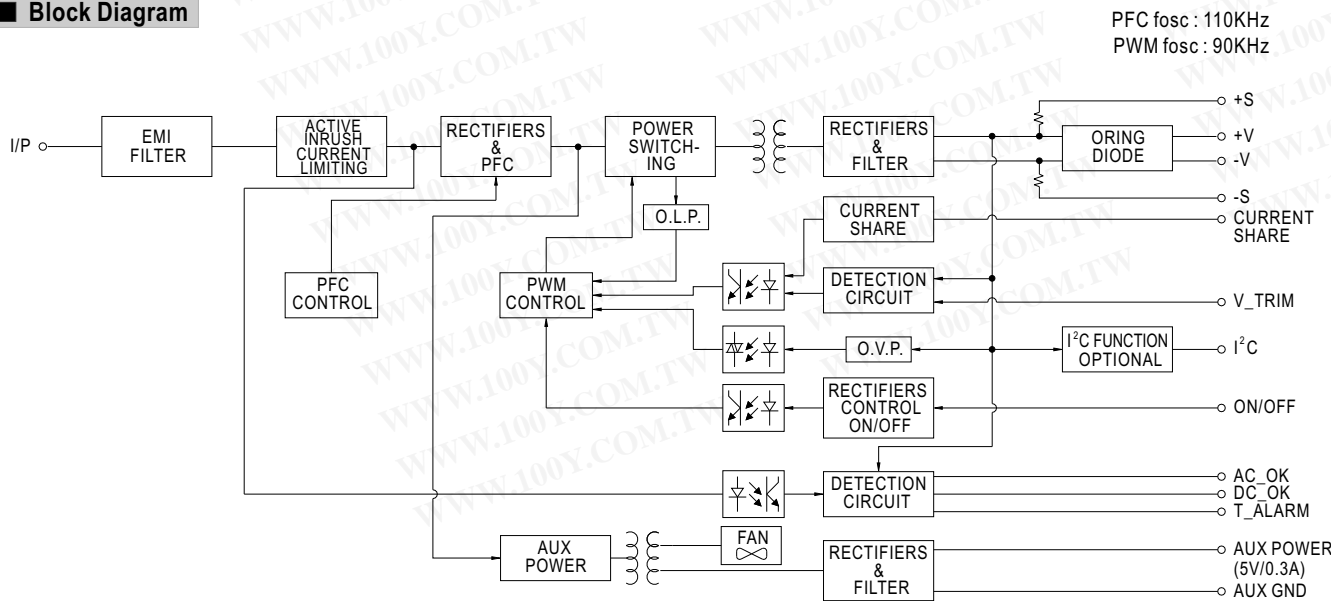 ■ Block Diagram
PFC fosc : 110KHz
PWM fosc : 90KHz
I/P
EMI
FILTER
ACTIVE
INRUSH
CURRENT
LIMITING
RECTIFIERS
&
PFC
POWER
SWITCH-
ING
RECTIFIERS
&
FILTER
ORING
DIODE
+S
+V
-V
-S
O.L.P.
CURRENT
SHARE
CURRENT
SHARE
PFC
CONTROL
PWM
CONTROL
DETECTION
CIRCUIT
V_TRIM
O.V.P.
I²C FUNCTION
OPTIONAL
I²C
RECTIFIERS
CONTROL
ON/OFF
ON/OFF
DETECTION
CIRCUIT
AC_OK
DC_OK
T_ALARM
AUX
POWER
FAN
RECTIFIERS
&
FILTER
AUX POWER
(5V/0.3A)
AUX GND
WWW.100Y.COM.TW